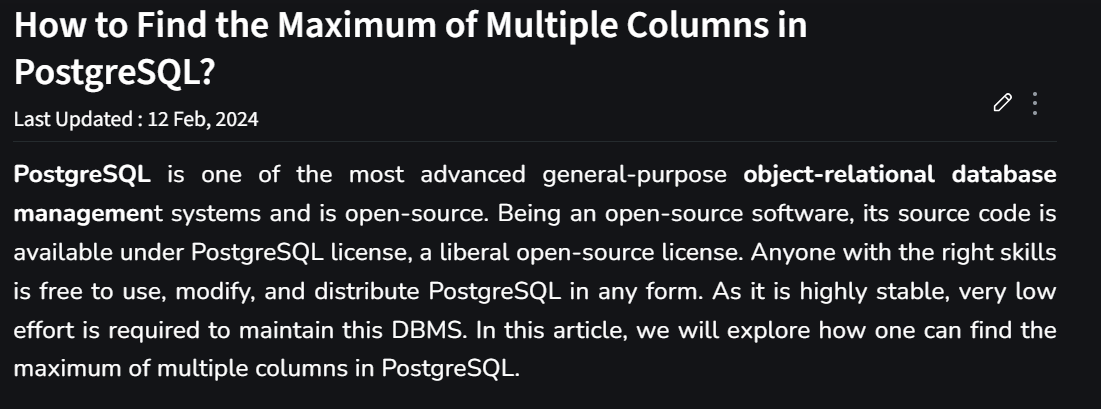 How to Find the Maximum of Multiple Columns in
PostgreSQL?
Last Updated : 12 Feb, 2024
PostgreSQL is one of the most advanced general-purpose object-relational database
management systems and is open-source. Being an open-source software, its source code is
available under PostgreSQL license, a liberal open-source license. Anyone with the right skills
is free to use, modify, and distribute PostgreSQL in any form. As it is highly stable, very low
effort is required to maintain this DBMS. In this article, we will explore how one can find the
maximum of multiple columns in PostgreSQL.